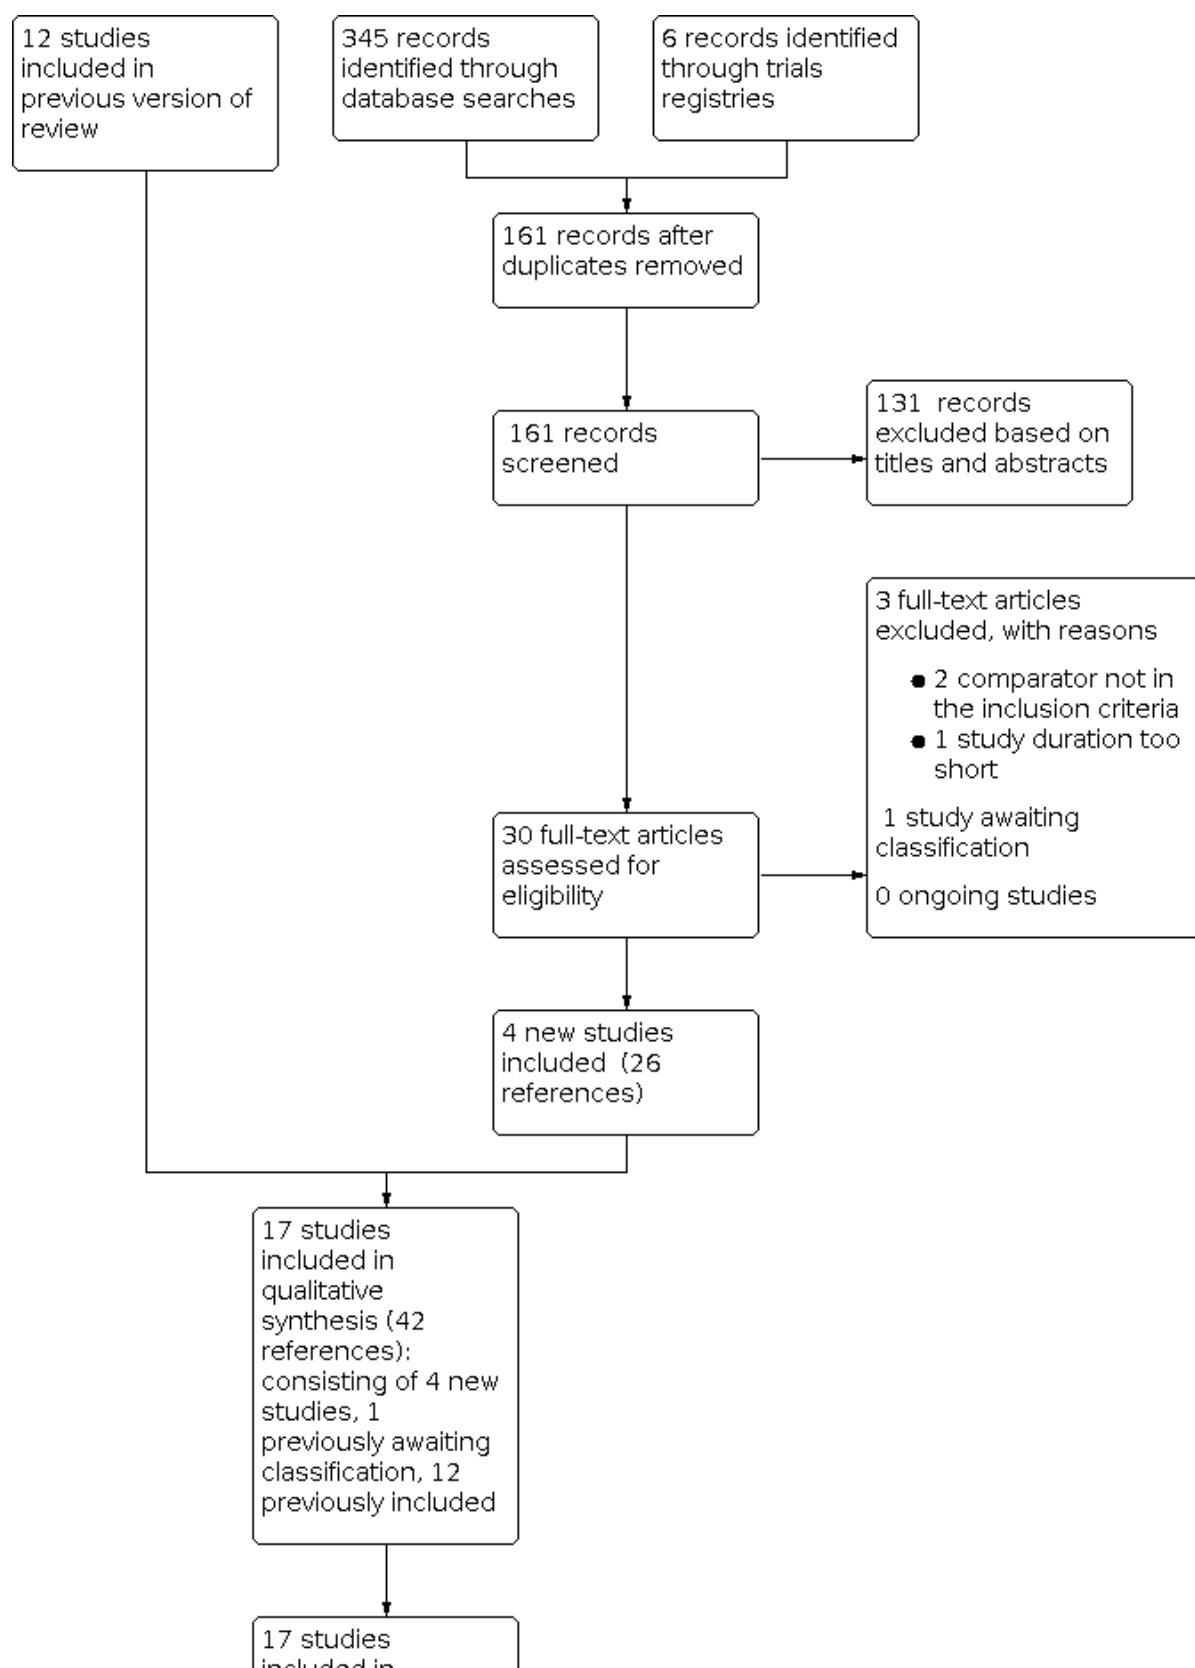 12 studies
included in
previous version of
review
345 records
identified through
database searches
6 records identified
through trials
registries
161 records after
duplicates removed
161 records
screened
131 records
excluded based on
titles and abstracts
3 full-text articles
excluded, with reasons
● 2 comparator not in
the inclusion criteria
● 1 study duration too
short
1 study awaiting
classification
0 ongoing studies
30 full-text articles
assessed for
eligibility
4 new studies
included (26
references)
17 studies
included in
qualitative
synthesis (42
references):
consisting of 4 new
studies, 1
previously awaiting
classification, 12
previously included
17 studies
included in